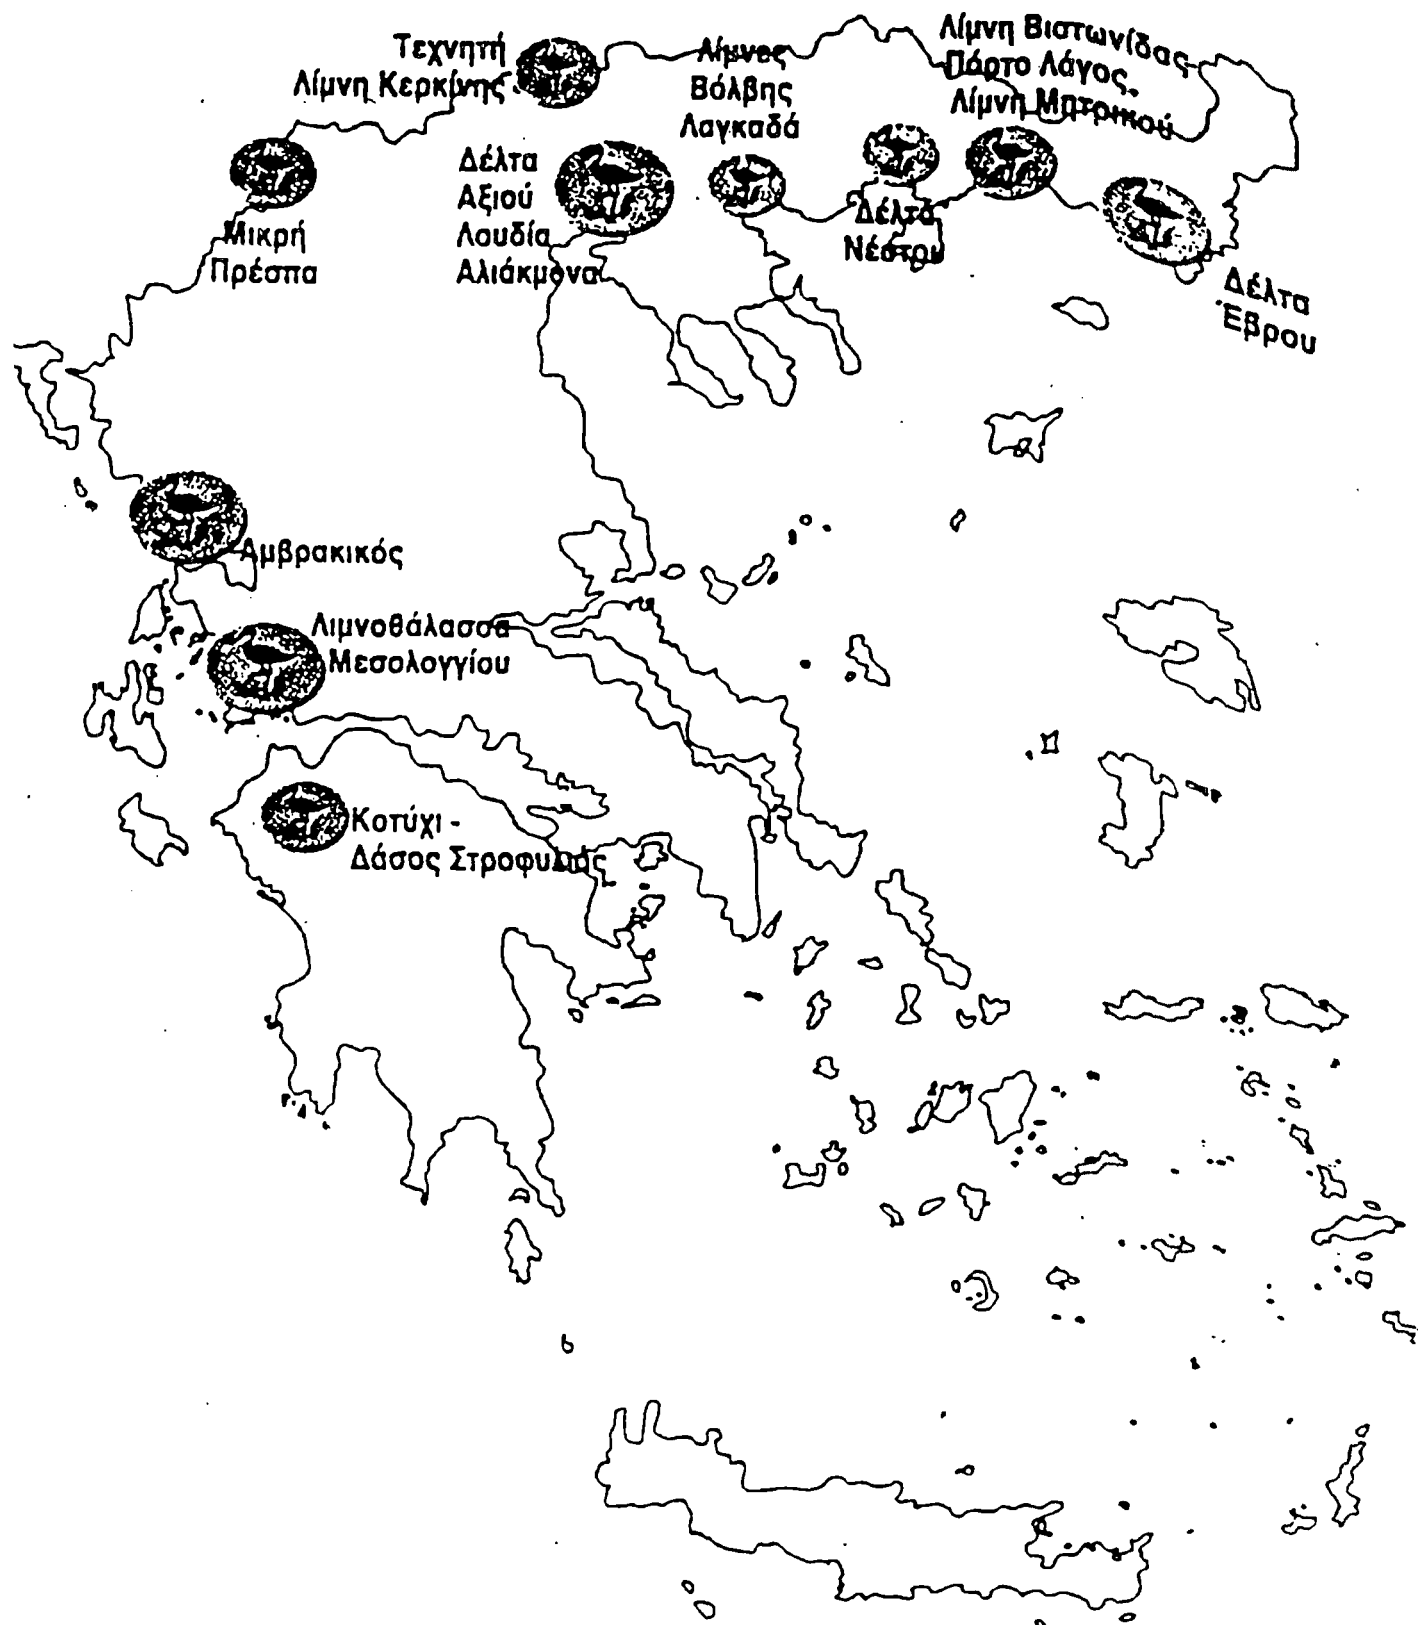 Τεχνητή
Λίμνη Κερκίνης
Λίμνες
Βόλβης
Λαγκαδά
Λίμνη Βιστωνίδας
Πόρτο Λάγος,
Λίμνη Μητρικού
Μικρή
Πρέσπα
Δέλτα
Αξιού
Λουδία
Αλιάκμονα
Δέλτα
Νέστου
Δέλτα
Έβρου
Αμβρακικός
Λιμνοθάλασσα
Μεσολογγίου
Κοτύχι -
Δάσος Στροφυλιάς